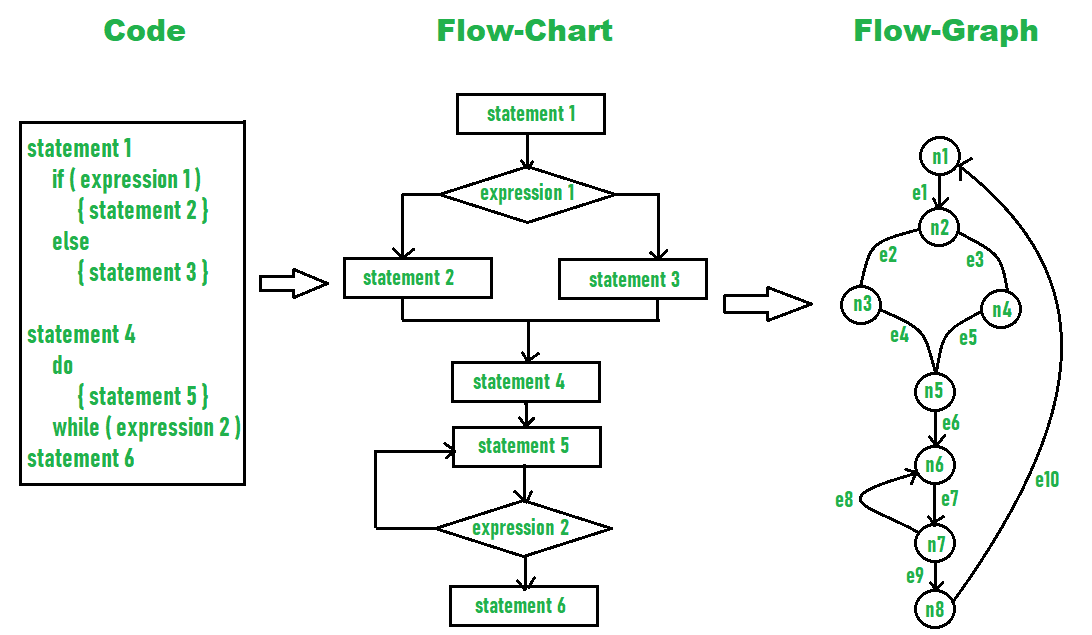 Code
statement 1
if ( expression 1 )
{ statement 2 }
else
{ statement 3 }
statement 4
do
{ statement 5 }
while ( expression 2 )
statement 6
Flow-Chart
statement 1
expression 1
statement 2
statement 3
statement 4
statement 5
expression 2
statement 6
Flow-Graph
n1
e1
n2
e2
e3
n3
n4
e4
e5
n5
e6
n6
e8
e7
e10
n7
e9
n8